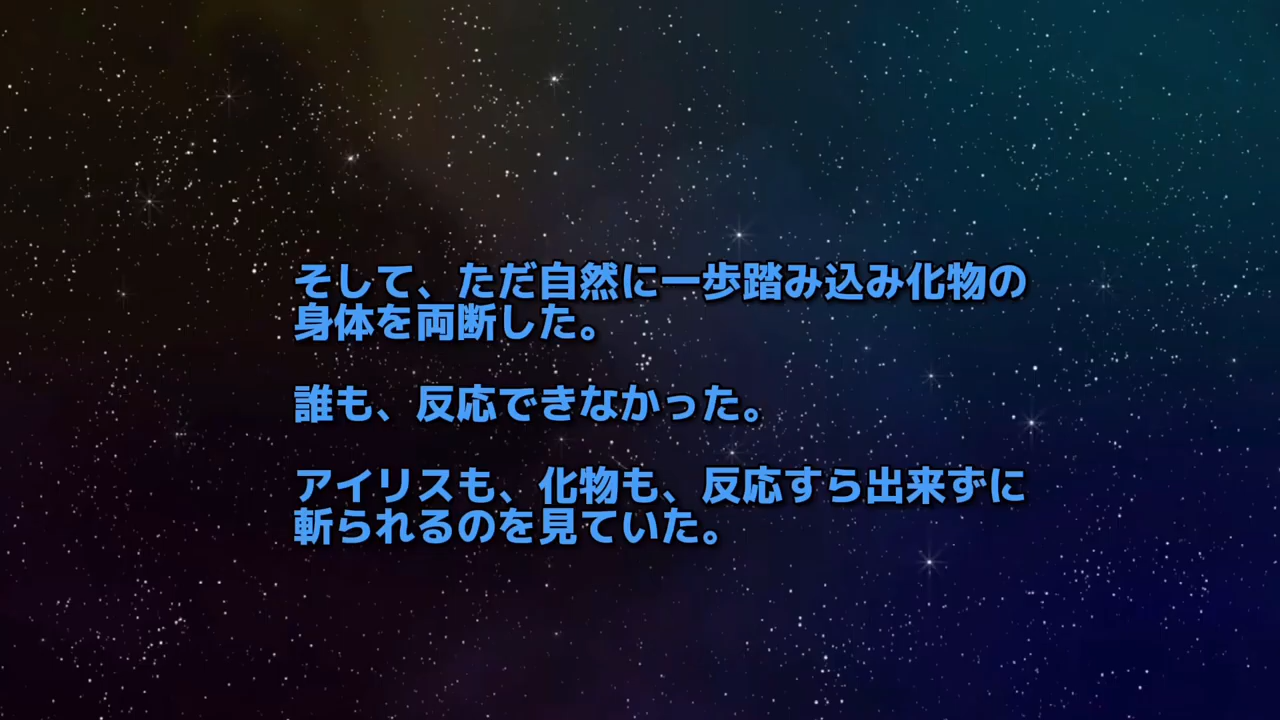 そして、ただ自然に一歩踏み込み化物の
身体を両断した。
誰も、反応できなかった。
アイリスも、化物も、反応すら出来ずに
斬られるのを見ていた。